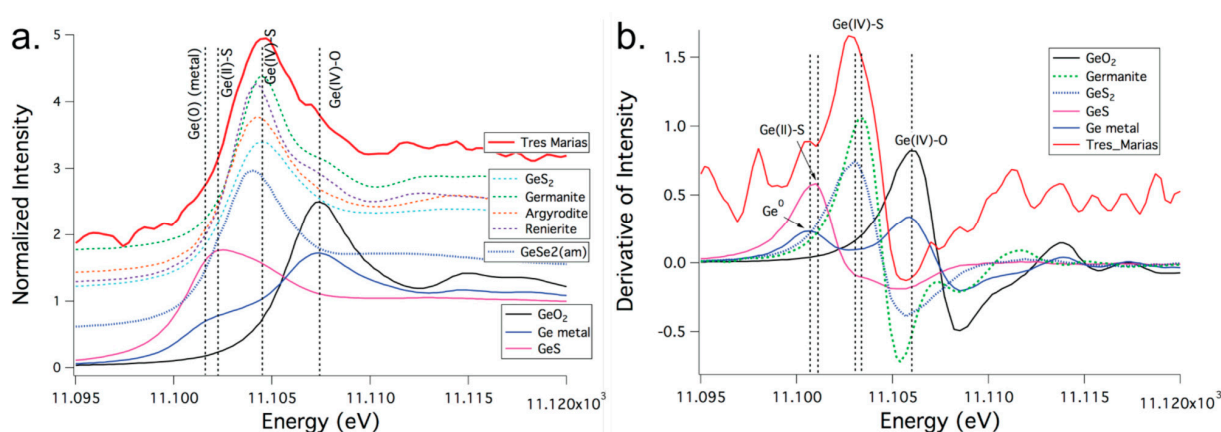 a.
Normalized Intensity
5
4
3
2
1
0
Ge(0) (metal)
Ge(II)-S
Ge(IV)-S
Ge(IV)-O
Tres Marias
GeS2
Germanite
Argyrodite
Renierite
GeSe2(am)
GeO2
Ge metal
GeS
11.095 11.100 11.105 11.110 11.115 11.120x10³
Energy (eV)
b.
Derivative of Intensity
1.5
1.0
0.5
0.0
-0.5
Ge(IV)-S
Ge(II)-S
Ge⁰
Ge(IV)-O
GeO₂
Germanite
GeS₂
GeS
Ge metal
Tres_Marias
11.095 11.100 11.105 11.110 11.115 11.120x10³
Energy (eV)